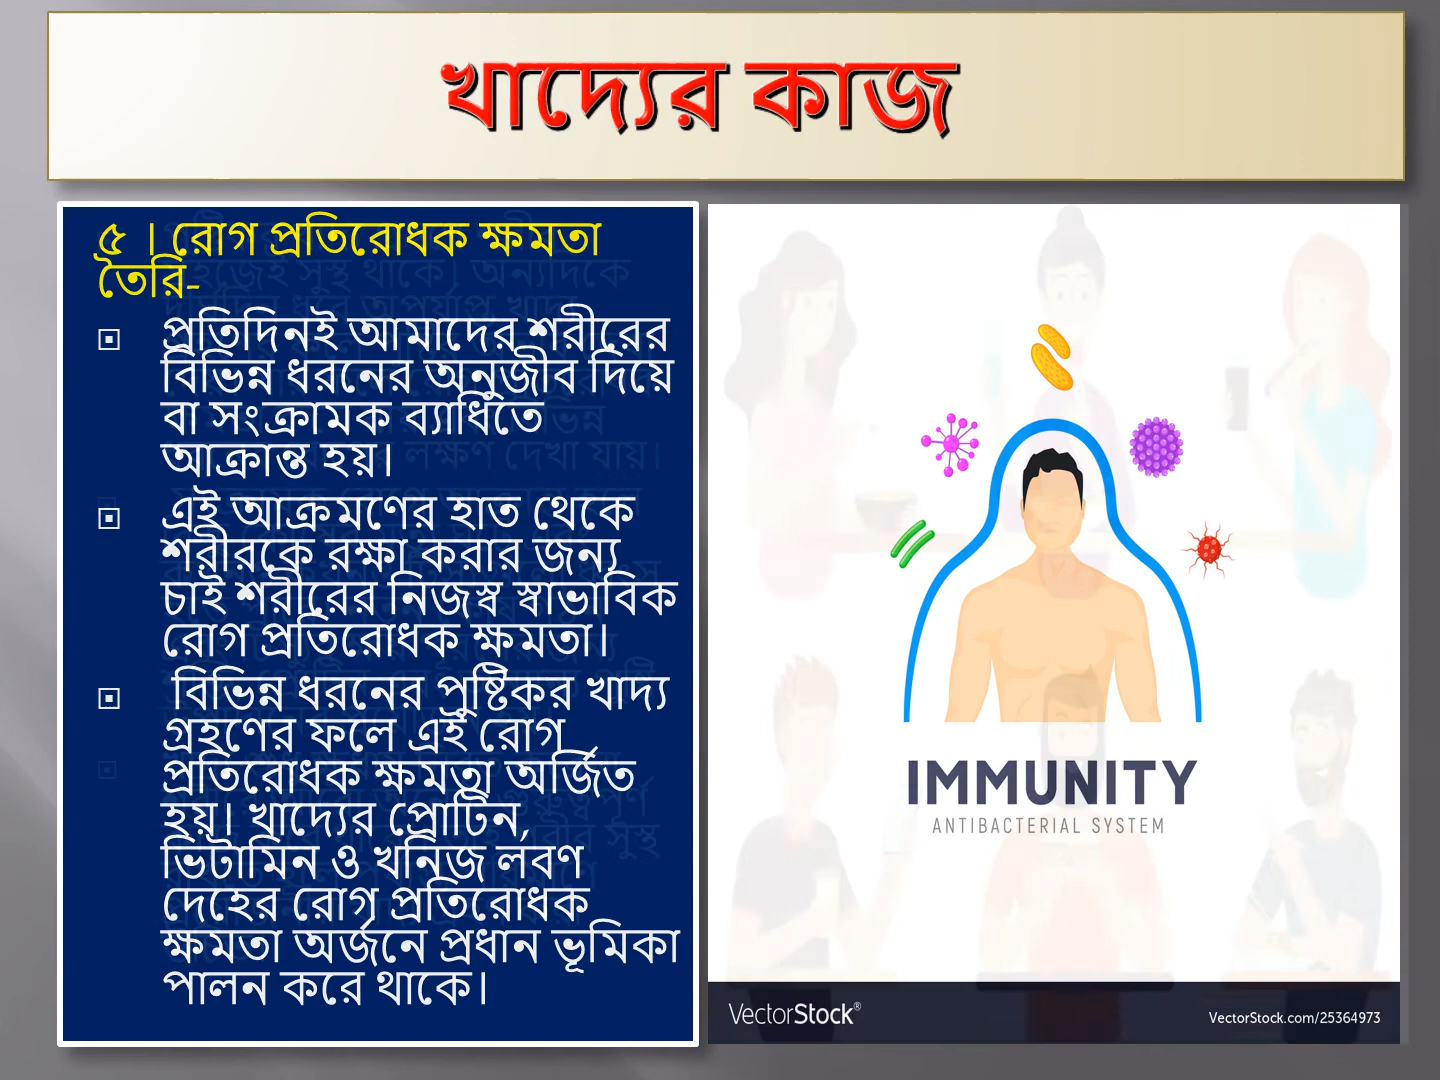 খাদ্যের কাজ
৫ । রোগ প্রতিরোধক ক্ষমতা
তৈরি-
প্রতিদিনই আমাদের শরীরের
বিভিন্ন ধরনের অনুজীব দিয়ে
বা সংক্রামক ব্যাধিতে
আক্রান্ত হয়।
এই আক্রমণের হাত থেকে
শরীরকে রক্ষা করার জন্য
চাই শরীরের নিজস্ব স্বাভাবিক
রোগ প্রতিরোধক ক্ষমতা।
বিভিন্ন ধরনের পুষ্টিকর খাদ্য
গ্রহণের ফলে এই রোগ
প্রতিরোধক ক্ষমতা অর্জিত
হয়। খাদ্যের প্রোটিন,
ভিটামিন ও খনিজ লবণ
দেহের রোগ প্রতিরোধক
ক্ষমতা অর্জনে প্রধান ভূমিকা
পালন করে থাকে।
IMMUNITY
ANTIBACTERIAL SYSTEM
VectorStock®
VectorStock.com/25364973